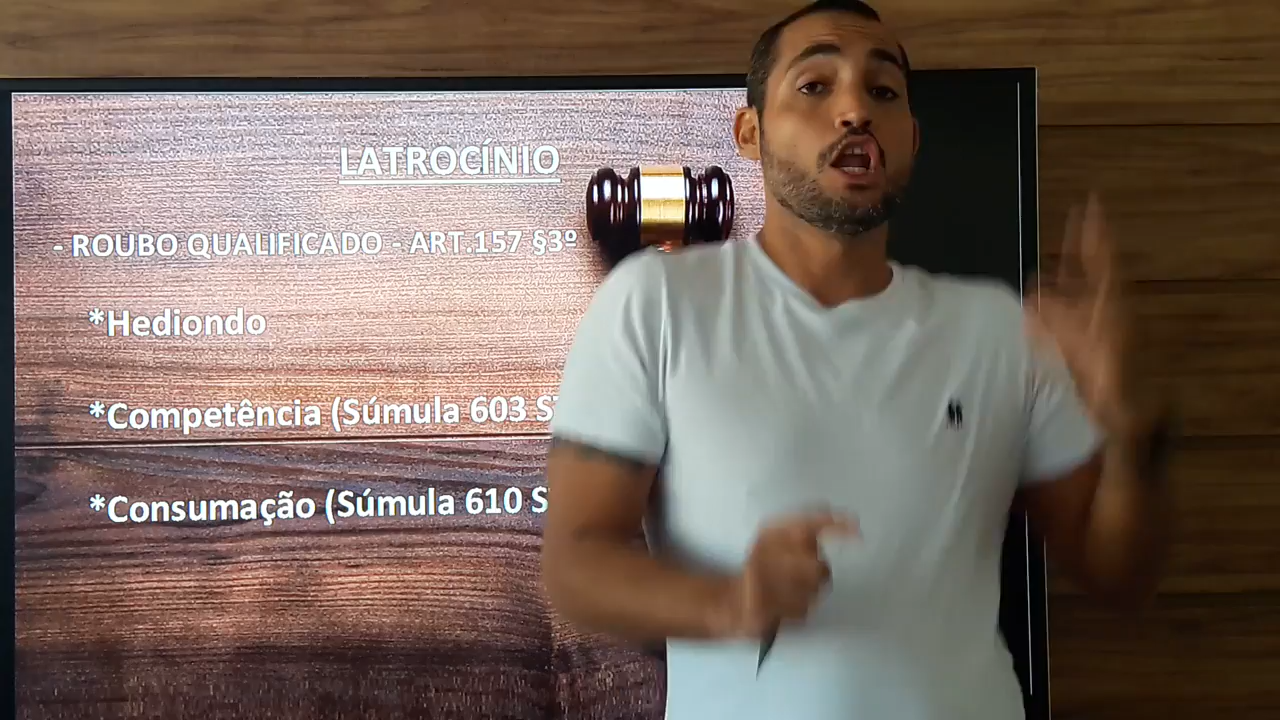 LATROCÍNIO
- ROUBO QUALIFICADO - ART.157 §3º
*Hediondo
*Competência (Súmula 603 S
*Consumação (Súmula 610 S